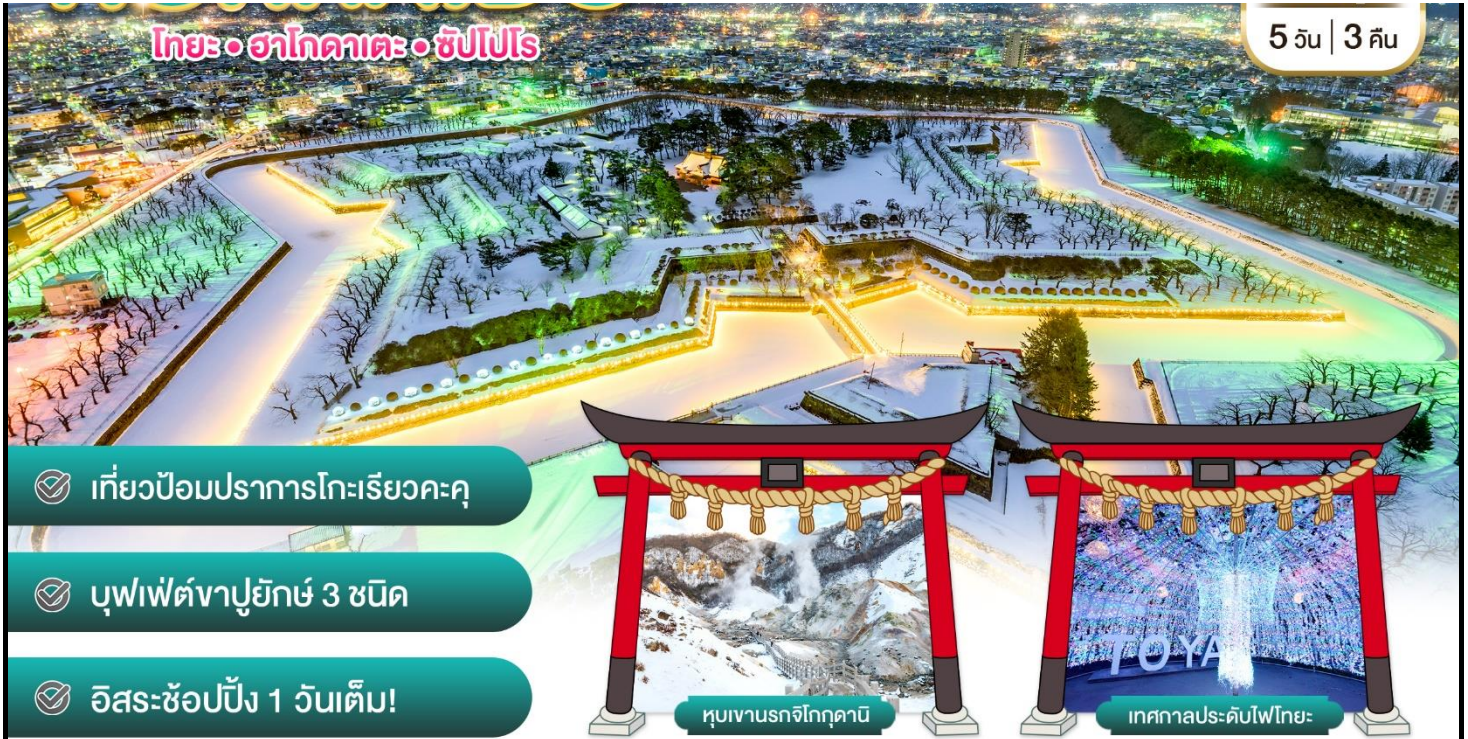 โทยะ • ฮาโกดาเตะ • ซัปโปโร
5 วัน | 3 คืน
เที่ยวป้อมปราการโกะเรียวคะคุ
บุฟเฟ่ต์ขาปูยักษ์ 3 ชนิด
อิสระช้อปปิ้ง 1 วันเต็ม!
TOYA
หุบเขานรกจิโกกุดานิ
เทศกาลประดับไฟโทยะ